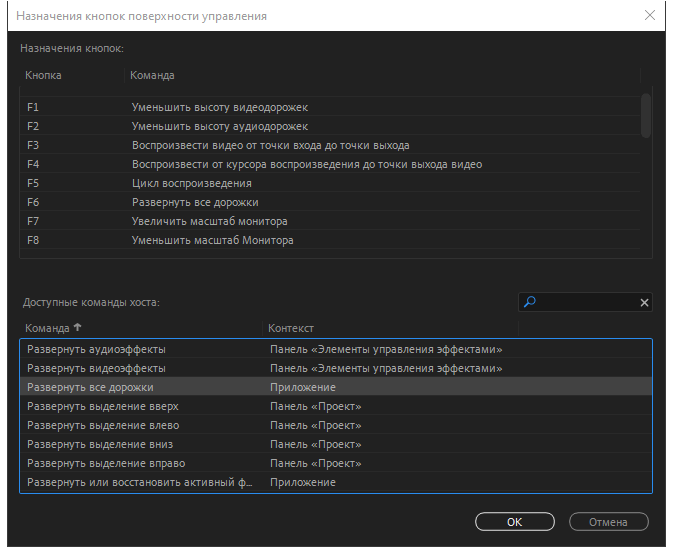 Назначения кнопок поверхности управления
Назначения кнопок:
Кнопка Команда
F1 Уменьшить высоту видеодорожек
F2 Уменьшить высоту аудиодорожек
F3 Воспроизвести видео от точки входа до точки выхода
F4 Воспроизвести от курсора воспроизведения до точки выхода видео
F5 Цикл воспроизведения
F6 Развернуть все дорожки
F7 Увеличить масштаб монитора
F8 Уменьшить масштаб Монитора
Доступные команды хоста:
Команда Контекст
Развернуть аудиоэффекты Панель «Элементы управления эффектами»
Развернуть видеоэффекты Панель «Элементы управления эффектами»
Развернуть все дорожки Приложение
Развернуть выделение вверх Панель «Проект»
Развернуть выделение влево Панель «Проект»
Развернуть выделение вниз Панель «Проект»
Развернуть выделение вправо Панель «Проект»
Развернуть или восстановить активный ф... Приложение
OK Отмена